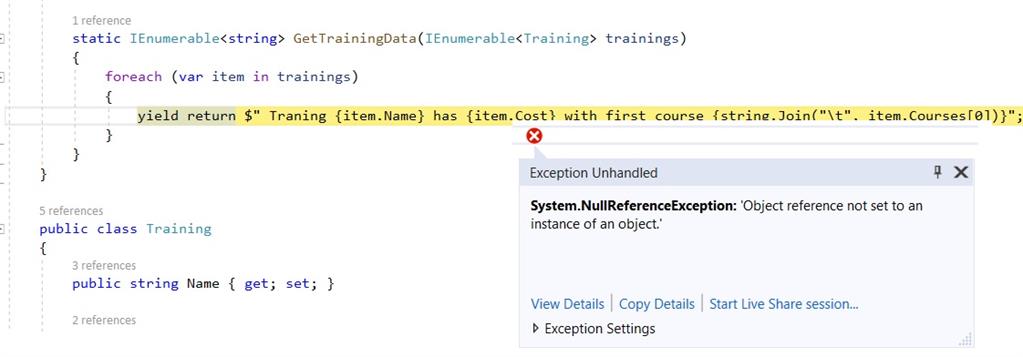 1 reference
static IEnumerable<string> GetTrainingData(IEnumerable<Training> trainings)
{
foreach (var item in trainings)
{
yield return $" Traning {item.Name} has {item.Cost} with first course {string.Join("\t", item.Courses[0])}";
}
}
}
Exception Unhandled
System.NullReferenceException: 'Object reference not set to an
instance of an object.'
View Details | Copy Details | Start Live Share session...
Exception Settings
5 references
public class Training
{
3 references
public string Name { get; set; }
2 references